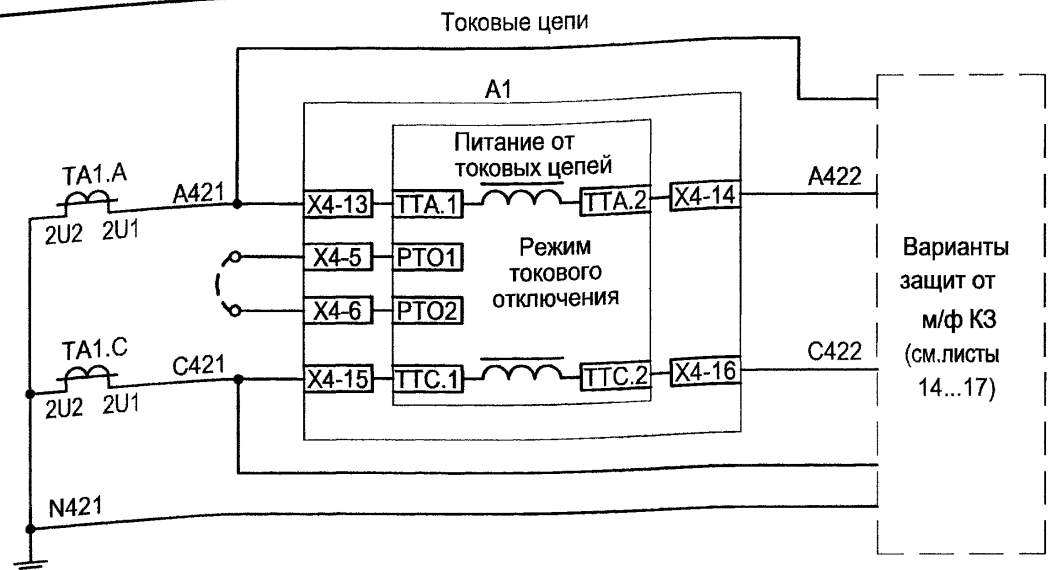 Токовые цепи
A1
Питание от
токовых цепей
TA1.A
A421
2U2 2U1
X4-13
TTA.1
TTA.2
X4-14
A422
X4-5
PTO1
Режим
токового
отключения
X4-6
PTO2
TA1.C
C421
2U2 2U1
X4-15
TTC.1
TTC.2
X4-16
C422
N421
Варианты
защит от
м/ф КЗ
(см.листы
14...17)